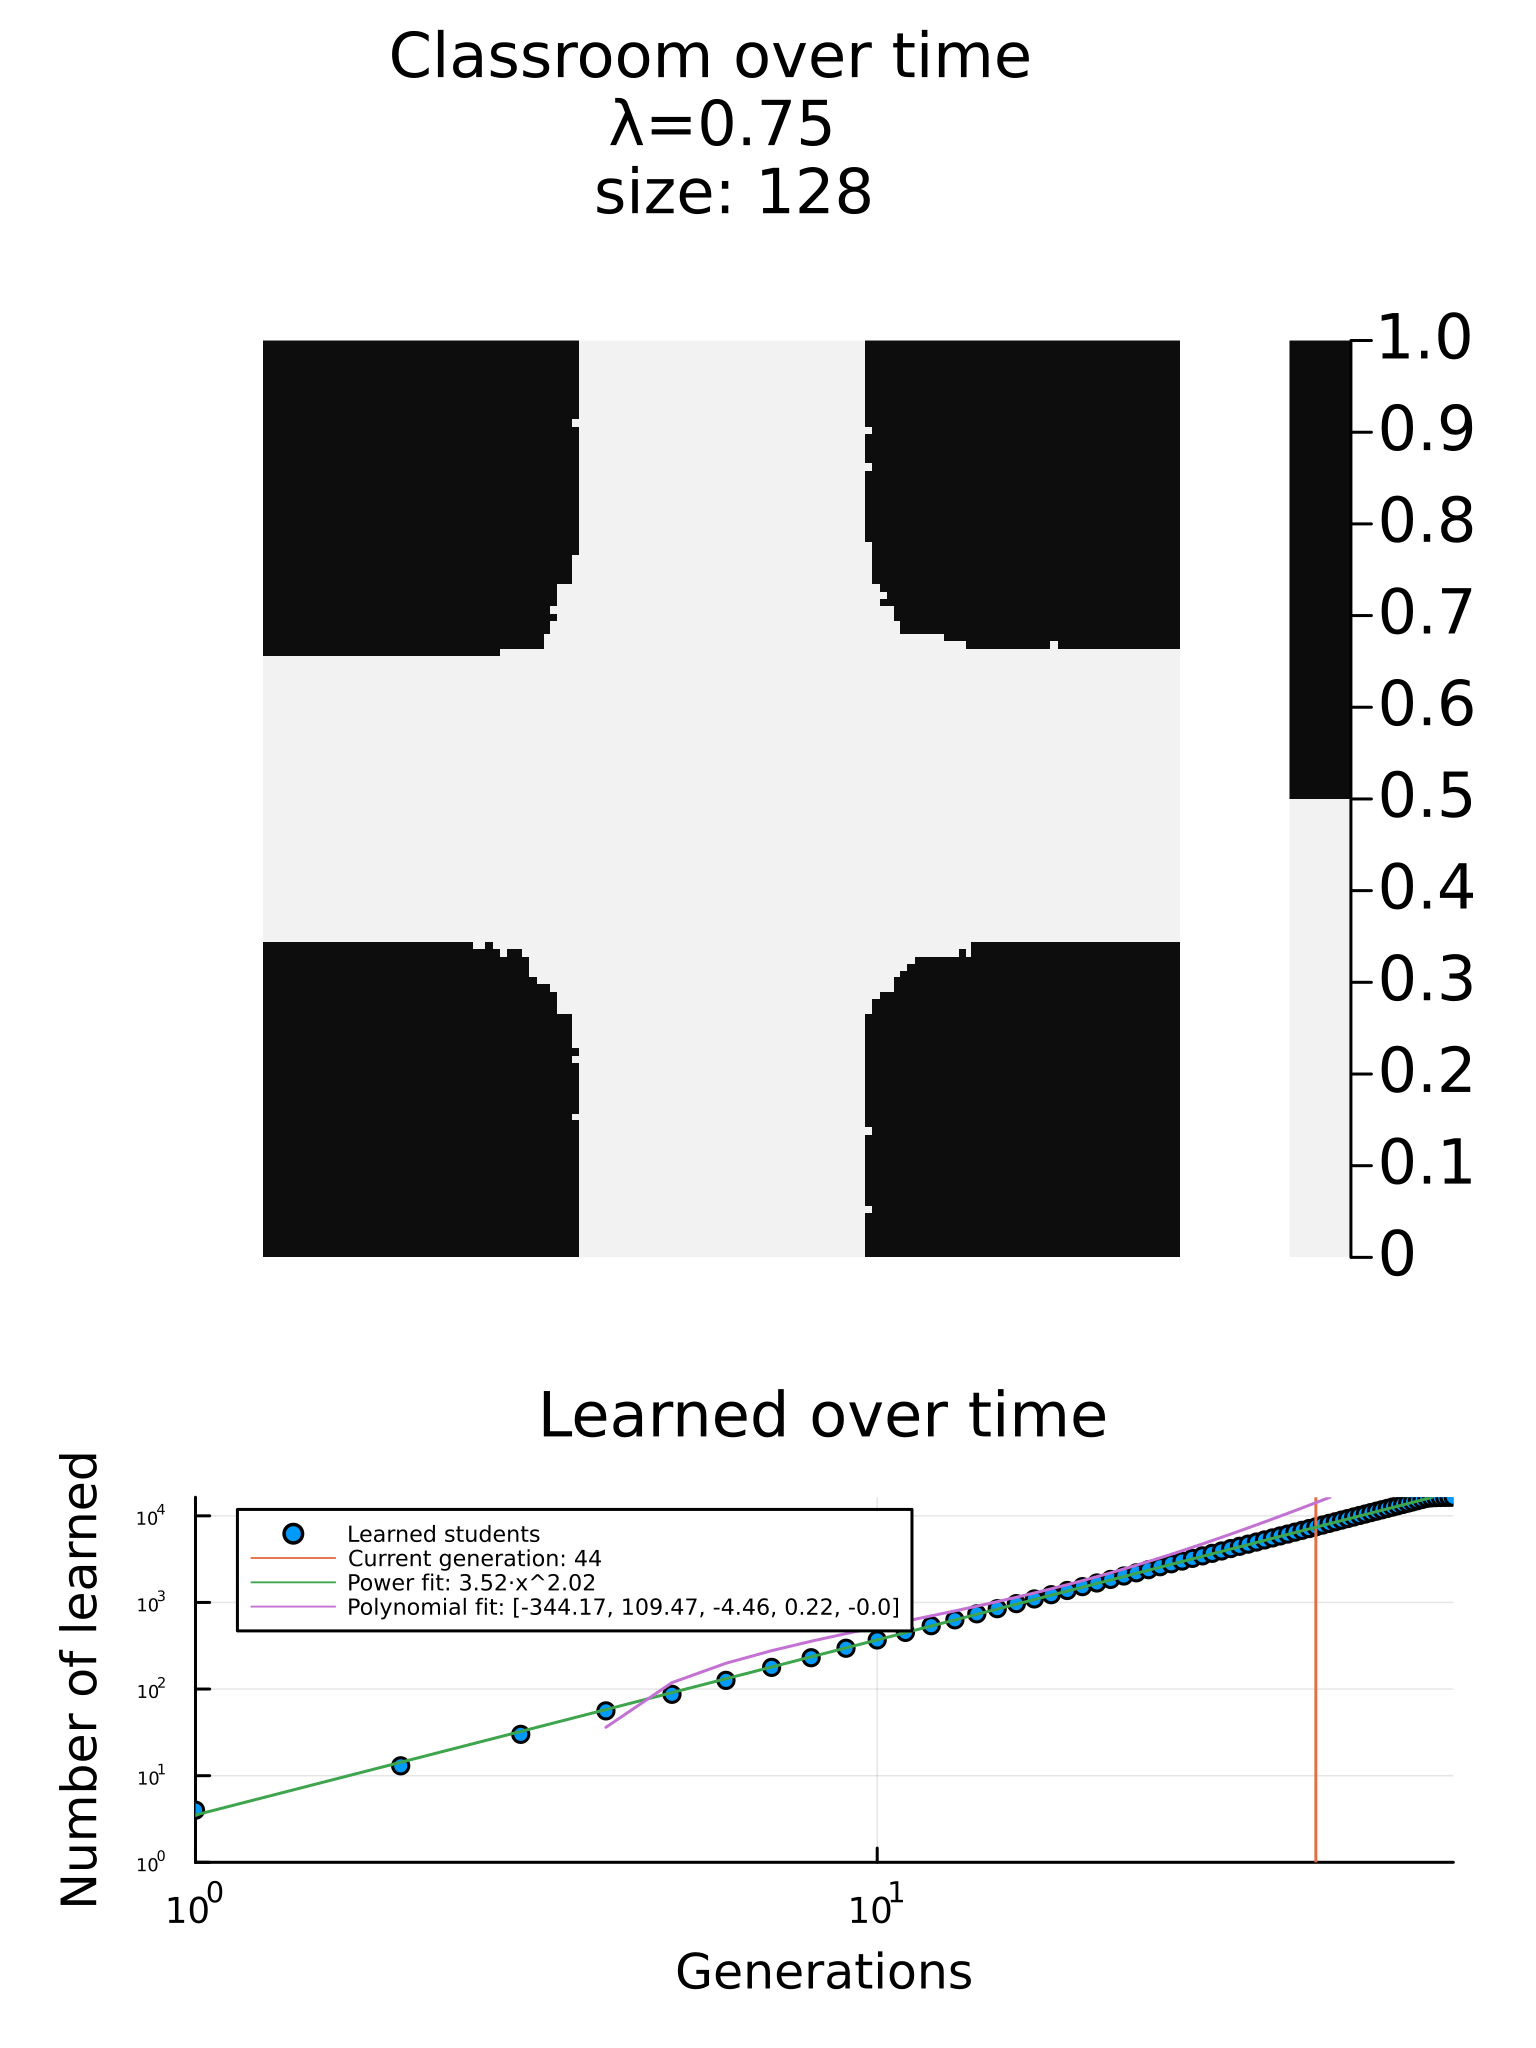 Classroom over time
λ=0.75
size: 128
1.0
0.9
0.8
0.7
0.6
0.5
0.4
0.3
0.2
0.1
0
Learned over time
Number of learned
10^4
10^3
10^2
10^1
10^0
Learned students
Current generation: 44
Power fit: 3.52·x^2.02
Polynomial fit: [-344.17, 109.47, -4.46, 0.22, -0.0]
10^0
10^1
Generations